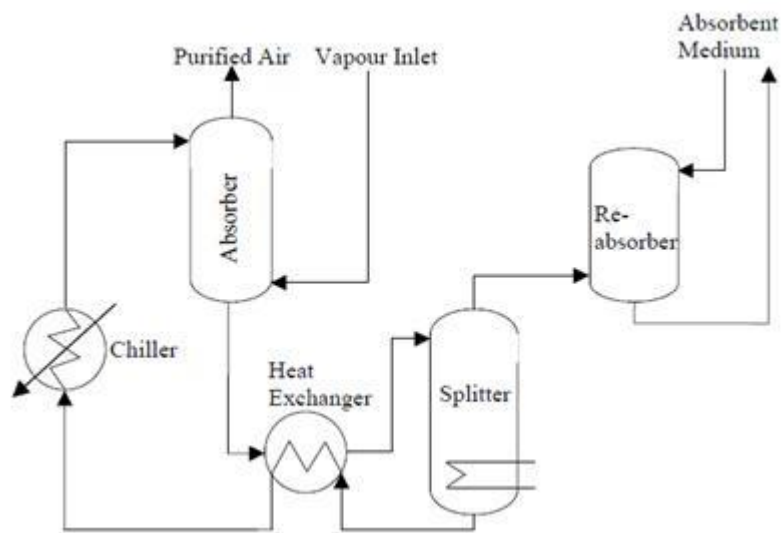 Purified Air
Vapour Inlet
Absorbent
Medium
Absorber
Re-
absorber
Chiller
Heat
Exchanger
Splitter